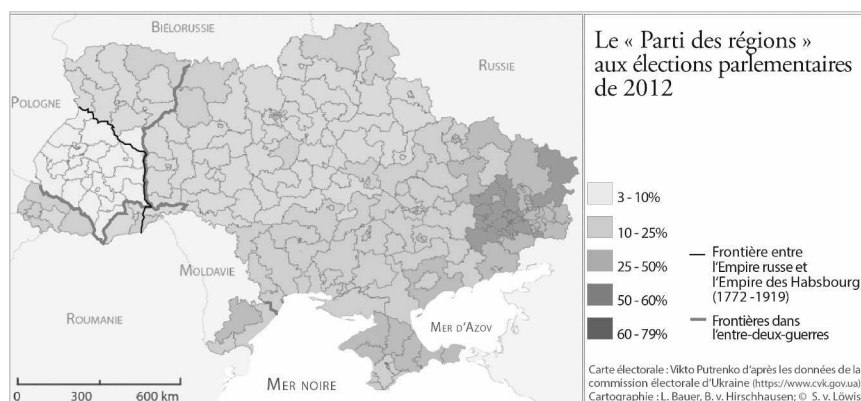 BIÉLORUSSIE
RUSSIE
POLOGNE
MOLDAVIE
ROUMANIE
MER D'AZOV
MER NOIRE
0 300 600 km
Le « Parti des régions »
aux élections parlementaires
de 2012
3 - 10%
10 - 25%
25 - 50%
50 - 60%
60 - 79%
Frontière entre
l'Empire russe et
l'Empire des Habsbourg
(1772 -1919)
Frontières dans
l'entre-deux-guerres
Carte électorale : Vikto Putrenko d'après les données de la
commission électorale d'Ukraine (https://www.cvk.gov.ua)
Cartographie : L. Bauer, B. v. Hirschhausen; © S. v. Löwis